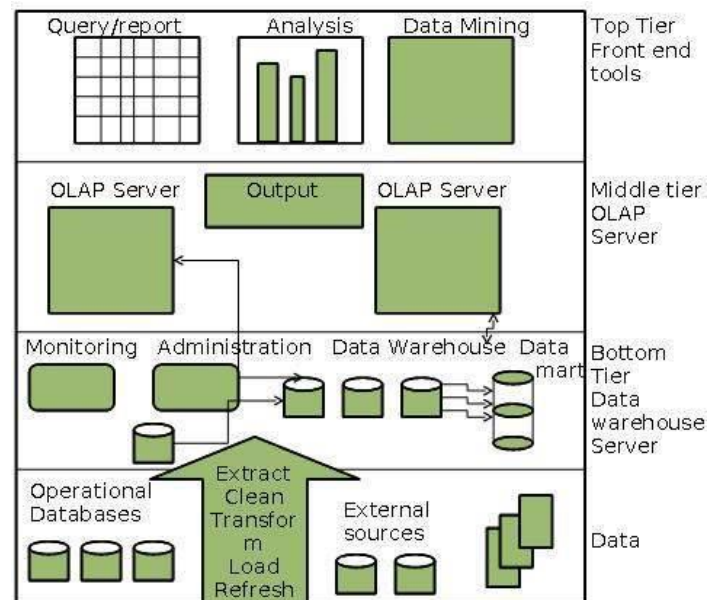 Query/report
Analysis
Data Mining
Top Tier
Front end
tools
OLAP Server
Output
OLAP Server
Middle tier
OLAP
Server
Monitoring
Administration
Data Warehouse
Data
mart
Bottom
Tier
Data
warehouse
Server
Operational
Databases
Extract
Clean
Transfor
m
Load
Refresh
External
sources
Data